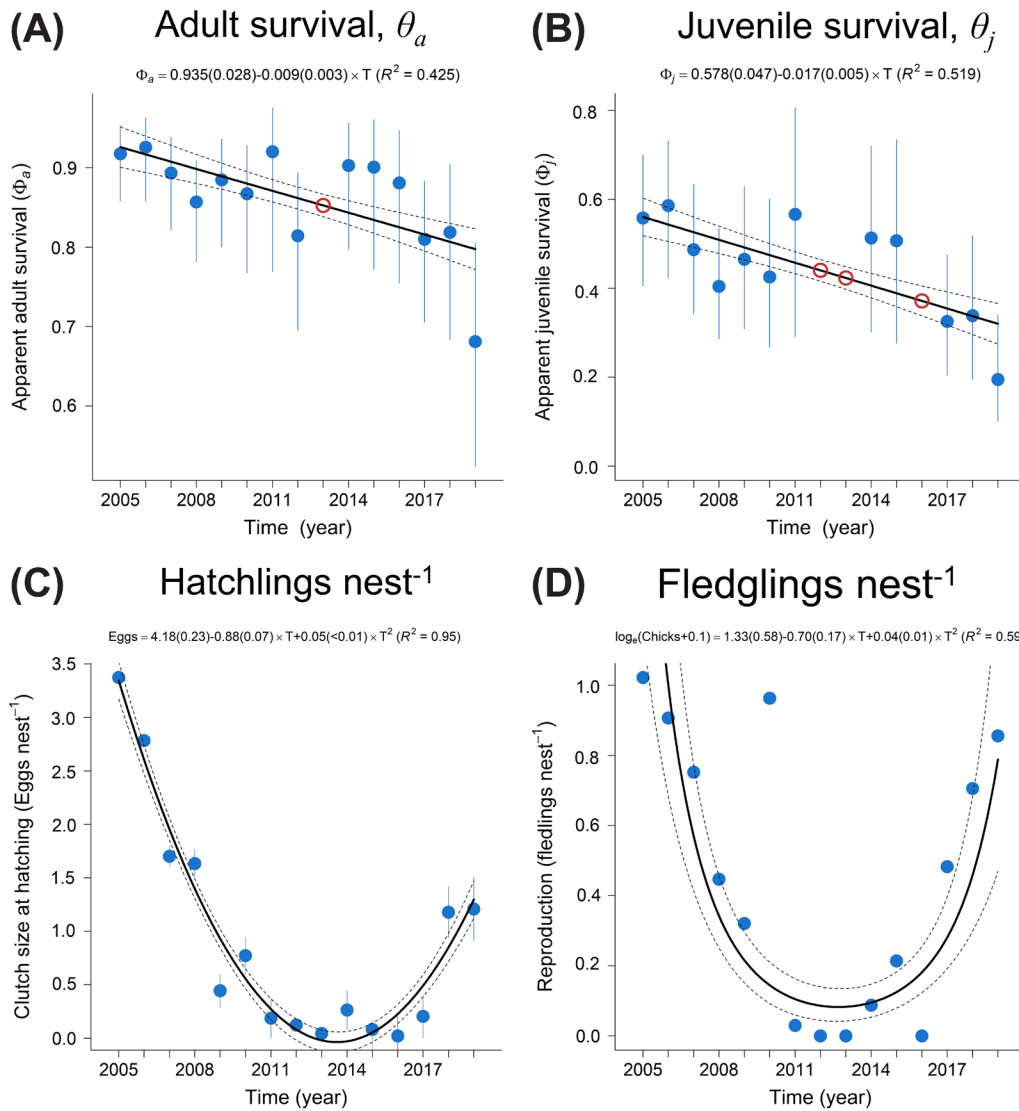 (A) Adult survival, θa
Φa = 0.935(0.028)-0.009(0.003) × T (R² = 0.425)
Apparent adult survival (Φa)
0.9
0.8
0.7
0.6
2005 2008 2011 2014 2017
Time (year)
(B) Juvenile survival, θj
Φj = 0.578(0.047)-0.017(0.005) × T (R² = 0.519)
Apparent juvenile survival (Φj)
0.8
0.6
0.4
0.2
0.0
2005 2008 2011 2014 2017
Time (year)
(C) Hatchlings nest⁻¹
Eggs = 4.18(0.23)-0.88(0.07) × T+0.05(<0.01) × T² (R² = 0.95)
Clutch size at hatching (Eggs nest⁻¹)
3.5
3.0
2.5
2.0
1.5
1.0
0.5
0.0
2005 2008 2011 2014 2017
Time (year)
(D) Fledglings nest⁻¹
logₑ(Chicks+0.1) = 1.33(0.58)-0.70(0.17) × T+0.04(0.01) × T² (R² = 0.59
Reproduction (fledlings nest⁻¹)
1.0
0.8
0.6
0.4
0.2
0.0
2005 2008 2011 2014 2017
Time (year)